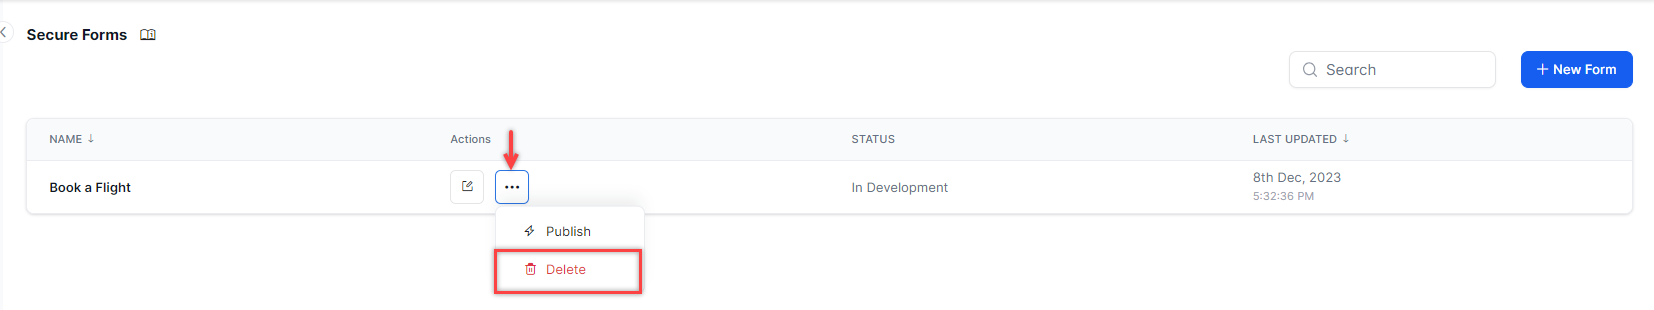 Secure Forms
Search
+ New Form
NAME ↓ Actions STATUS LAST UPDATED ↓
Book a Flight ... In Development 8th Dec, 2023
5:32:36 PM
Publish
Delete